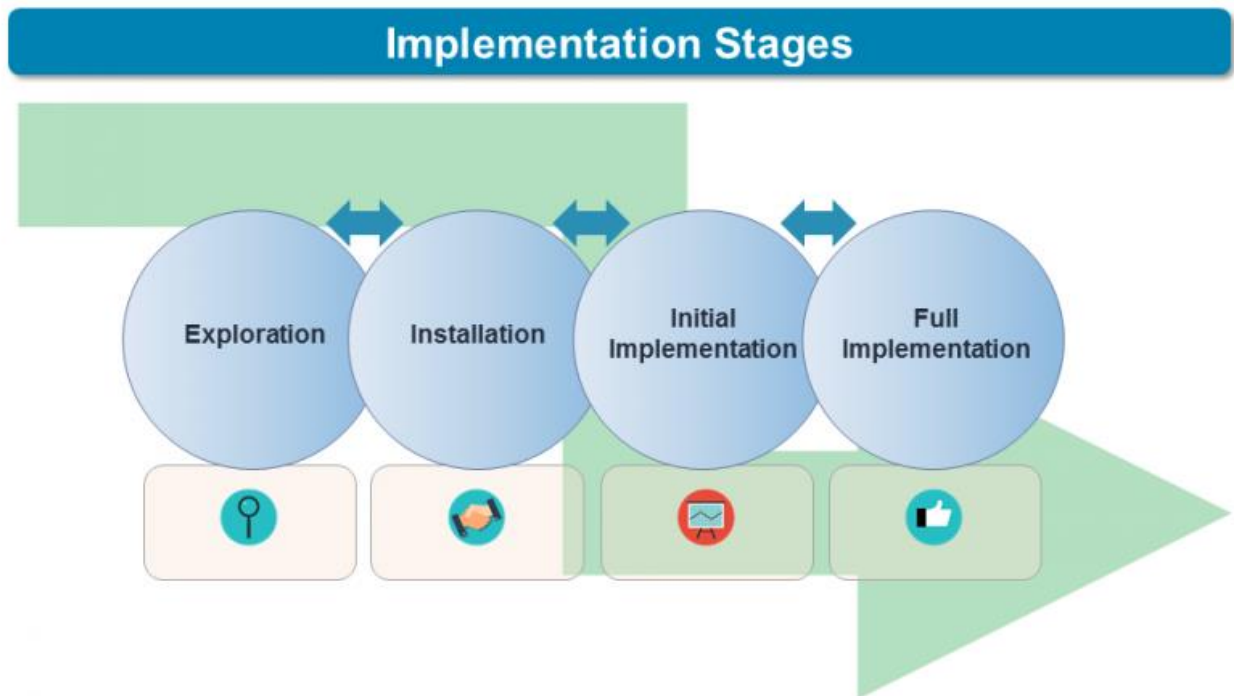 Implementation Stages
Exploration
Installation
Initial
Implementation
Full
Implementation